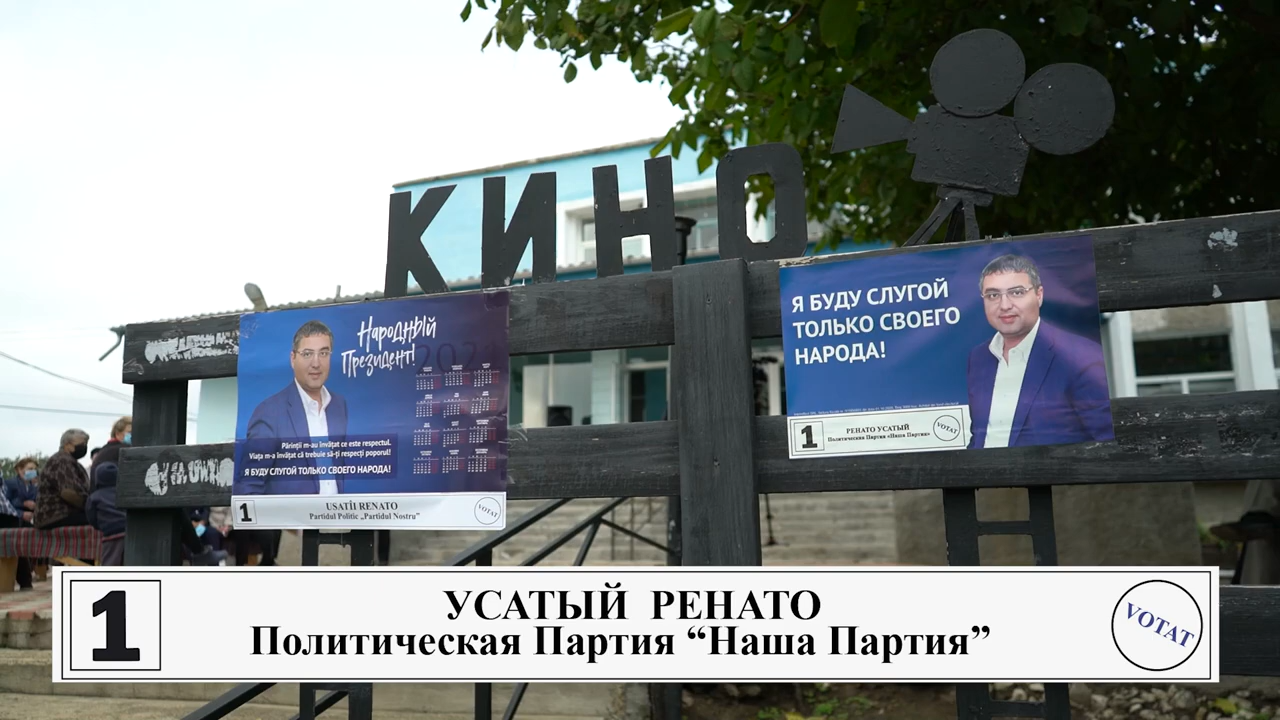 КИНО
Народный
Президент!
Părinții m-au învățat ce este respectul.
Viața m-a învățat că trebuie să-ți respecți poporul!
Я БУДУ СЛУГОЙ ТОЛЬКО СВОЕГО НАРОДА!
1
USATÎI RENATO
Partidul Politic „Partidul Nostru”
VOTAT
Я БУДУ СЛУГОЙ
ТОЛЬКО СВОЕГО
НАРОДА!
1
РЕНАТО УСАТЫЙ
Политическая Партия «Наша Партия»
VOTAT
1
УСАТЫЙ РЕНАТО
Политическая Партия “Наша Партия”
VOTAT